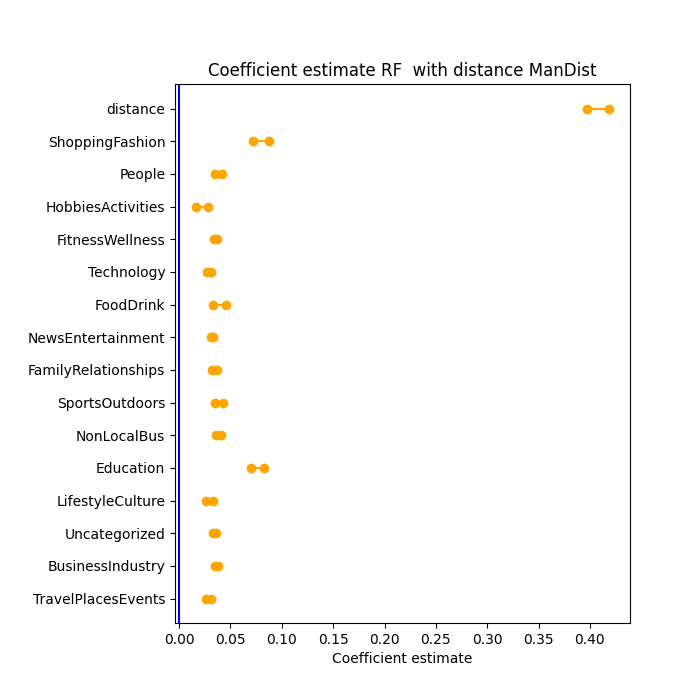 Coefficient estimate RF  with distance ManDist
distance
ShoppingFashion
People
HobbiesActivities
FitnessWellness
Technology
FoodDrink
NewsEntertainment
FamilyRelationships
SportsOutdoors
NonLocalBus
Education
LifestyleCulture
Uncategorized
BusinessIndustry
TravelPlacesEvents
0.00 0.05 0.10 0.15 0.20 0.25 0.30 0.35 0.40
Coefficient estimate